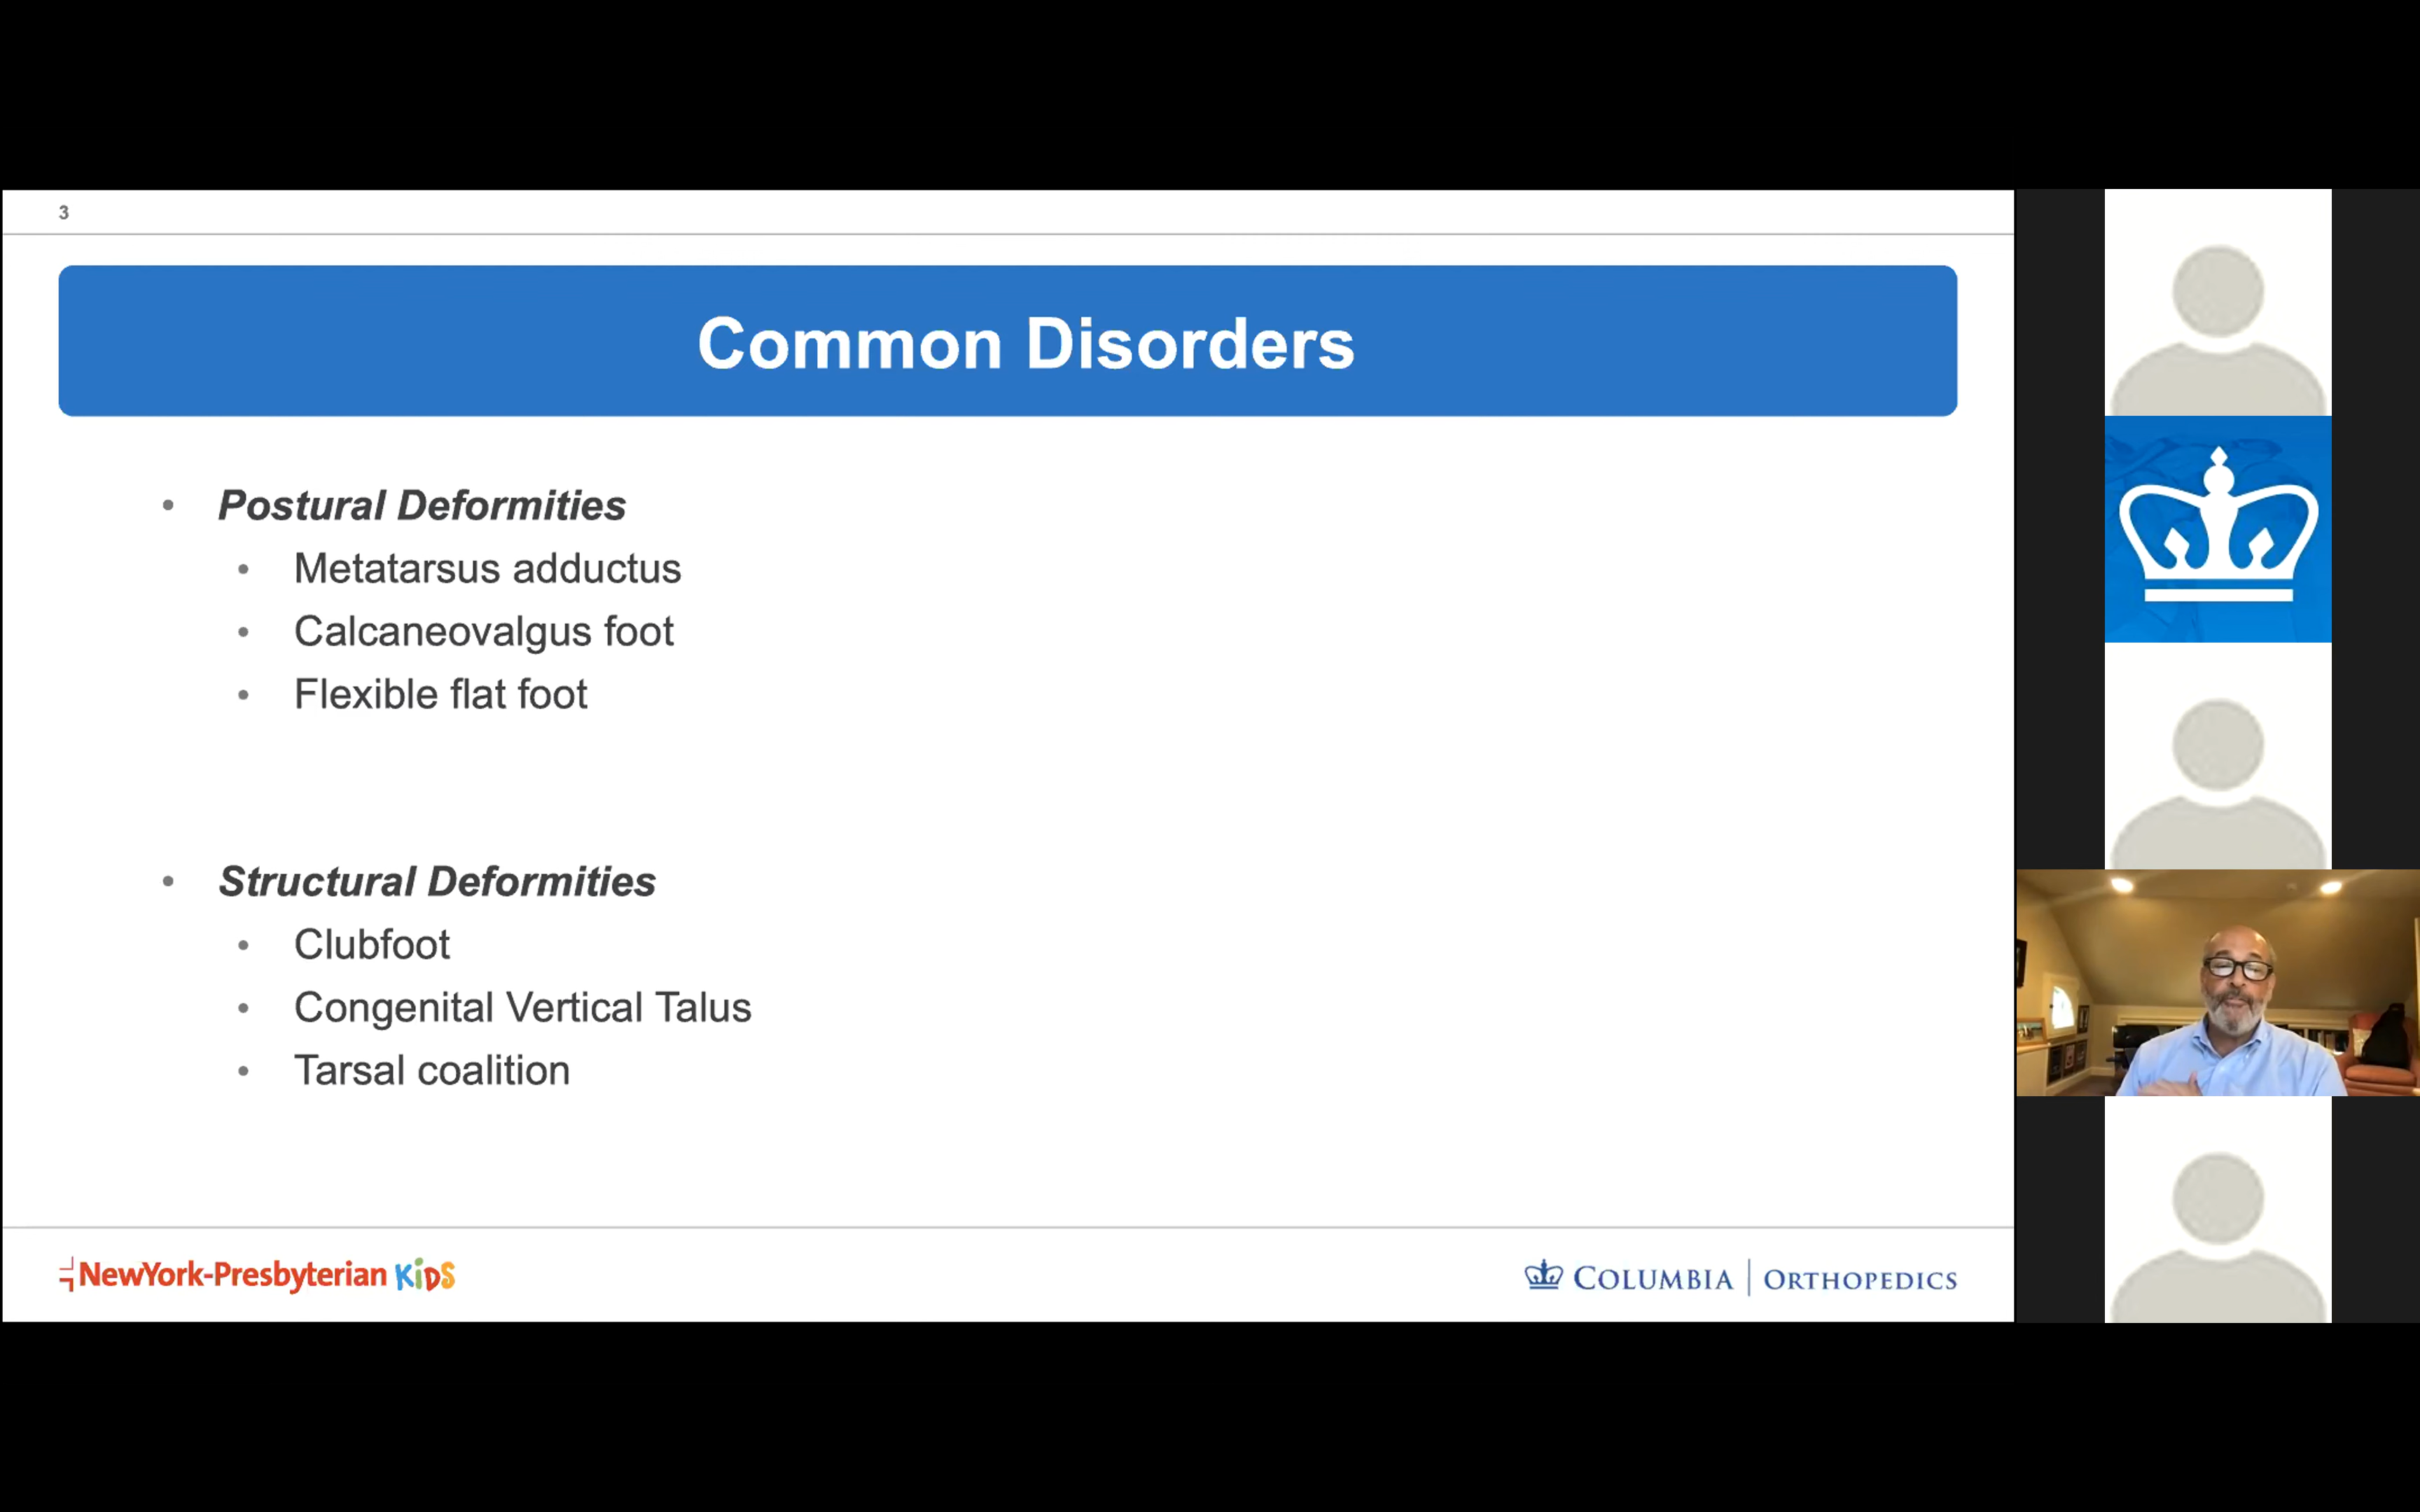 3
Common Disorders
Postural Deformities
Metatarsus adductus
Calcaneovalgus foot
Flexible flat foot
Structural Deformities
Clubfoot
Congenital Vertical Talus
Tarsal coalition
NewYork-Presbyterian KiDS
COLUMBIA | ORTHOPEDICS